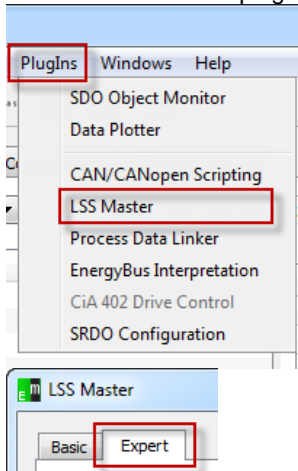 PlugIns Windows Help
SDO Object Monitor
Data Plotter
CAN/CANopen Scripting
LSS Master
Process Data Linker
EnergyBus Interpretation
CiA 402 Drive Control
SRDO Configuration
LSS Master
Basic Expert